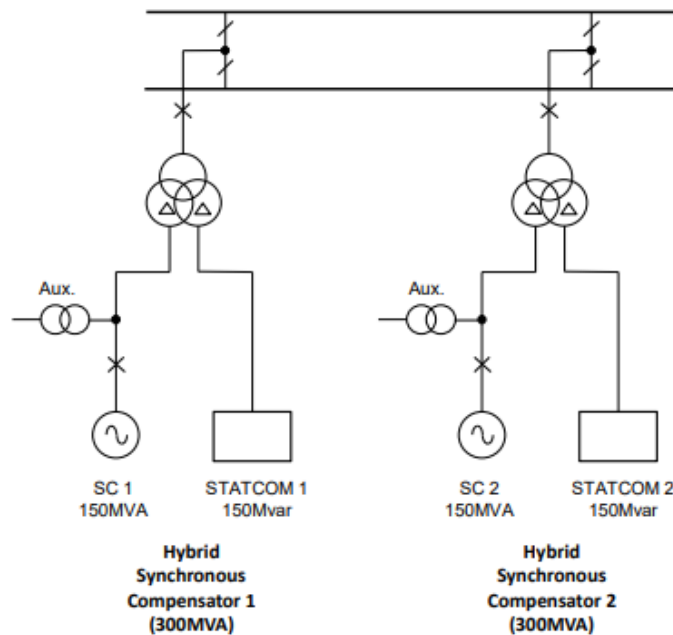 Aux.
Aux.
SC 1
150MVA
STATCOM 1
150Mvar
SC 2
150MVA
STATCOM 2
150Mvar
Hybrid
Synchronous
Compensator 1
(300MVA)
Hybrid
Synchronous
Compensator 2
(300MVA)